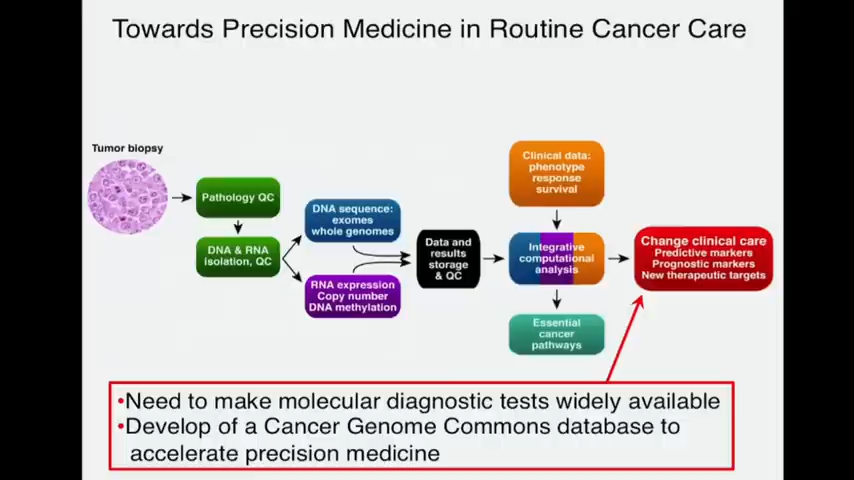 Towards Precision Medicine in Routine Cancer Care
Tumor biopsy
Pathology QC
DNA & RNA
isolation, QC
DNA sequence:
exomes
whole genomes
RNA expression
Copy number
DNA methylation
Data and
results
storage
& QC
Clinical data:
phenotype
response
survival
Integrative
computational
analysis
Essential
cancer
pathways
Change clinical care
Predictive markers
Prognostic markers
New therapeutic targets
•Need to make molecular diagnostic tests widely available
•Develop of a Cancer Genome Commons database to
accelerate precision medicine